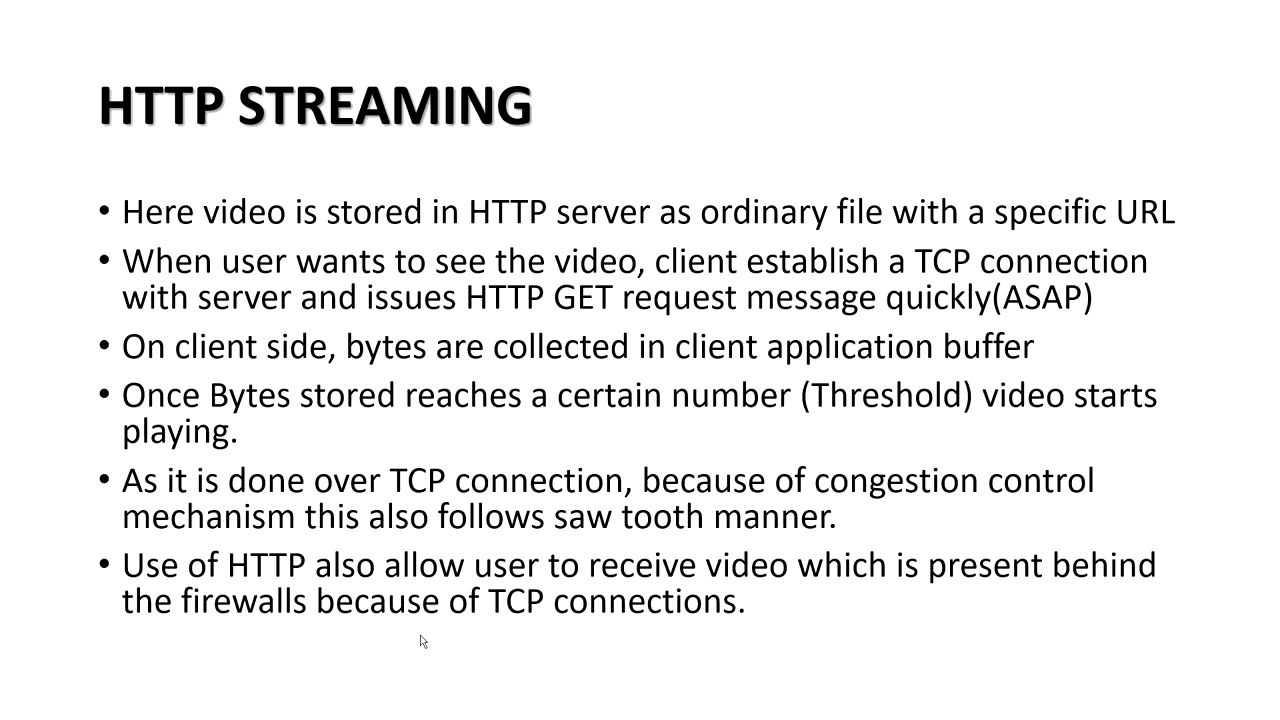 HTTP STREAMING
• Here video is stored in HTTP server as ordinary file with a specific URL
• When user wants to see the video, client establish a TCP connection
with server and issues HTTP GET request message quickly(ASAP)
• On client side, bytes are collected in client application buffer
• Once Bytes stored reaches a certain number (Threshold) video starts
playing.
• As it is done over TCP connection, because of congestion control
mechanism this also follows saw tooth manner.
• Use of HTTP also allow user to receive video which is present behind
the firewalls because of TCP connections.